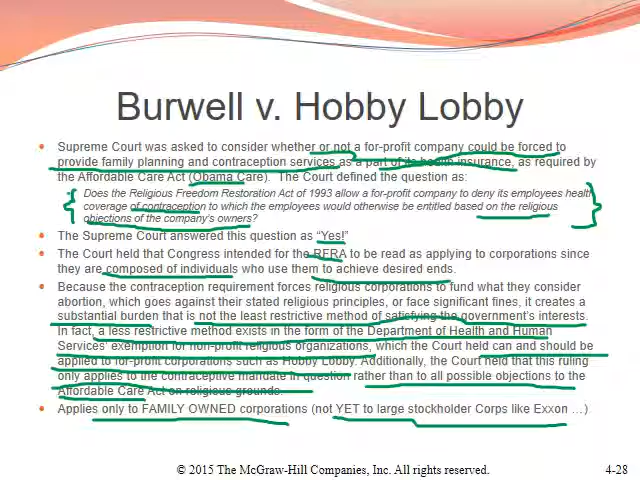 Burwell v. Hobby Lobby
• Supreme Court was asked to consider whether or not a for-profit company could be forced to
provide family planning and contraception services as a part of its health insurance, as required by
the Affordable Care Act (Obama Care). The Court defined the question as:
Does the Religious Freedom Restoration Act of 1993 allow a for-profit company to deny its employees health
coverage of contraception to which the employees would otherwise be entitled based on the religious
objections of the company's owners?
• The Supreme Court answered this question as "Yes!"
• The Court held that Congress intended for the RFRA to be read as applying to corporations since
they are composed of individuals who use them to achieve desired ends.
• Because the contraception requirement forces religious corporations to fund what they consider
abortion, which goes against their stated religious principles, or face significant fines, it creates a
substantial burden that is not the least restrictive method of satisfying the government's interests.
In fact, a less restrictive method exists in the form of the Department of Health and Human
Services' exemption for non-profit religious organizations, which the Court held can and should be
applied to for-profit corporations such as Hobby Lobby. Additionally, the Court held that this ruling
only applies to the contraceptive mandate in question rather than to all possible objections to the
Affordable Care Act on religious grounds.
• Applies only to FAMILY OWNED corporations (not YET to large stockholder Corps like Exxon …)
© 2015 The McGraw-Hill Companies, Inc. All rights reserved.
4-28